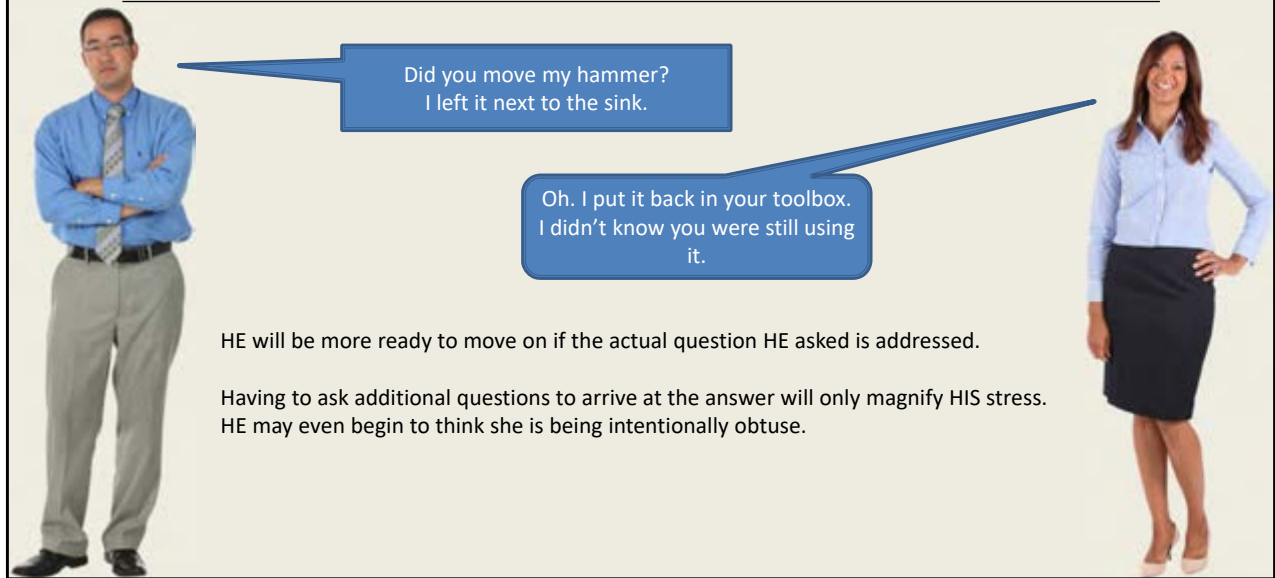 Did you move my hammer?
I left it next to the sink.
Oh. I put it back in your toolbox.
I didn’t know you were still using
it.
HE will be more ready to move on if the actual question HE asked is addressed.
Having to ask additional questions to arrive at the answer will only magnify HIS stress.
HE may even begin to think she is being intentionally obtuse.